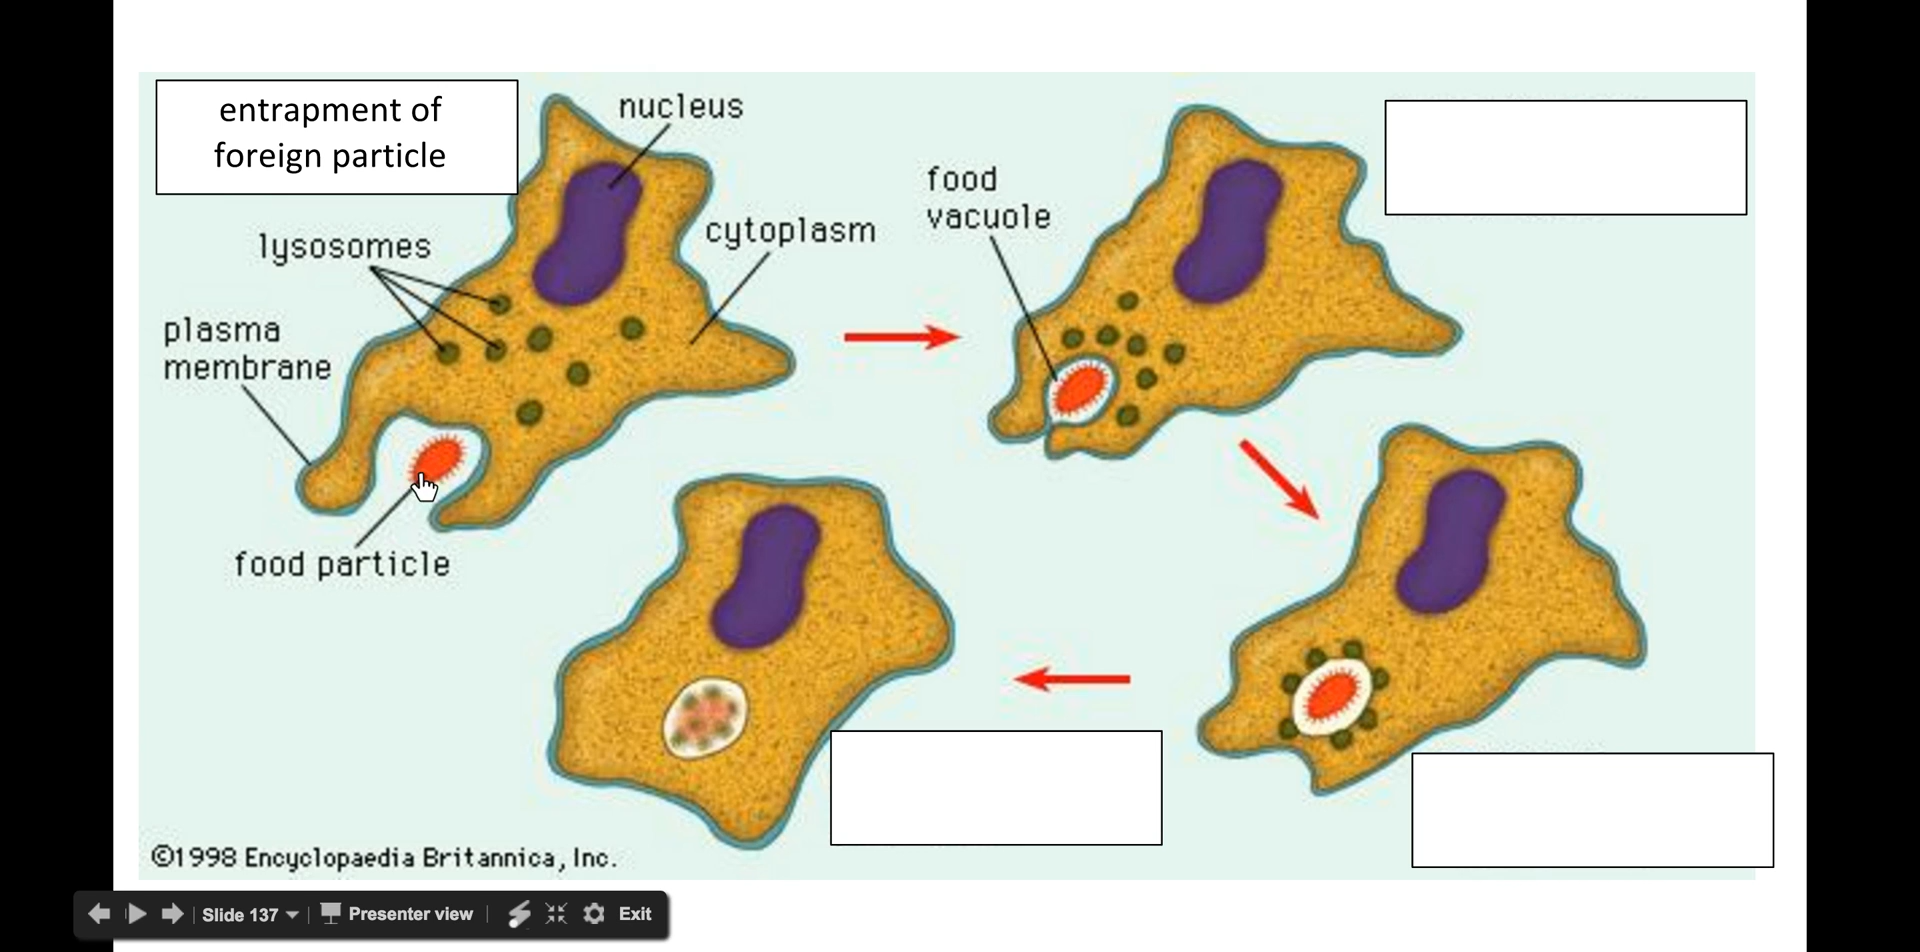 entrapment of
foreign particle
nucleus
lysosomes
cytoplasm
plasma
membrane
food particle
food
vacuole
©1998 Encyclopaedia Britannica, Inc.
Slide 137
Presenter view
Exit